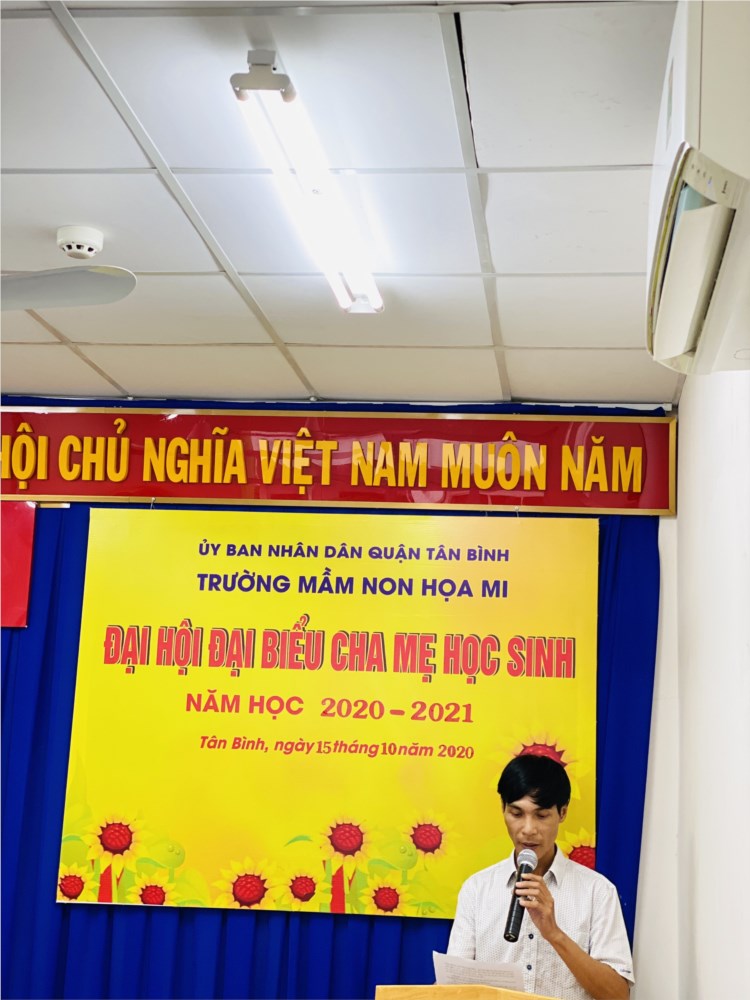 HỘI CHỦ NGHĨA VIỆT NAM MUÔN NĂM
ỦY BAN NHÂN DÂN QUẬN TÂN BÌNH
TRƯỜNG MẦM NON HỌA MI
ĐẠI HỘI ĐẠI BIỂU CHA MẸ HỌC SINH
NĂM HỌC 2020 – 2021
Tân Bình, ngày 15 tháng 10 năm 2020